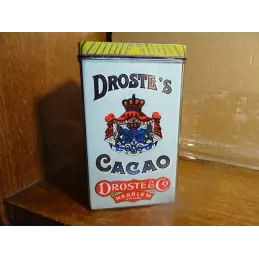 DROSTE'S
CACAO
DROSTE & Co.
HAARLEM